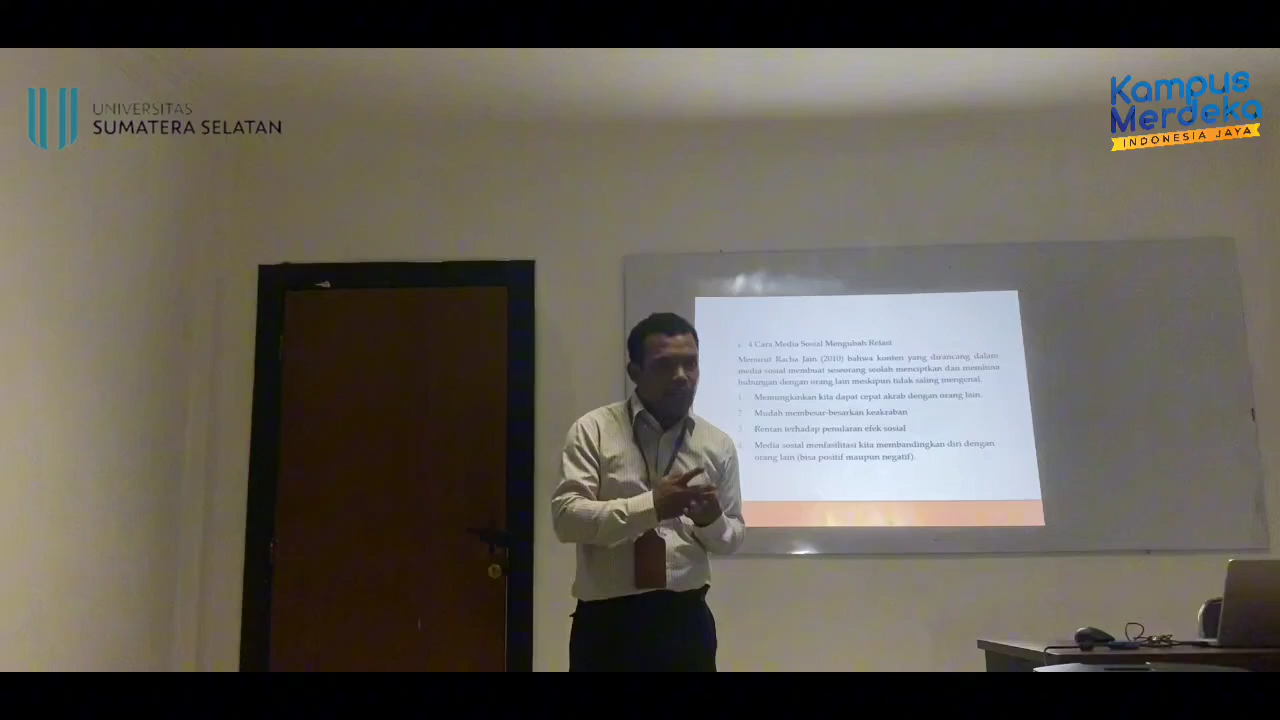 UNIVERSITAS
SUMATERA SELATAN
Kampus
Merdeka
INDONESIA JAYA
4 Cara Media Sosial Mengubah Relasi
Menurut Racha Jain (2010) bahwa konten yang dirancang dalam
media sosial membuat seseorang seolah menciptkan dan membina
hubungan dengan orang lain meskipun tidak saling mengenal.
1. Memungkinkan kita dapat cepat akrab dengan orang lain.
2. Mudah membesar-besarkan keakraban
3. Rentan terhadap penularan efek sosial
4. Media sosial menfasilitasi kita membandingkan diri dengan
orang lain (bisa positif maupun negatif).